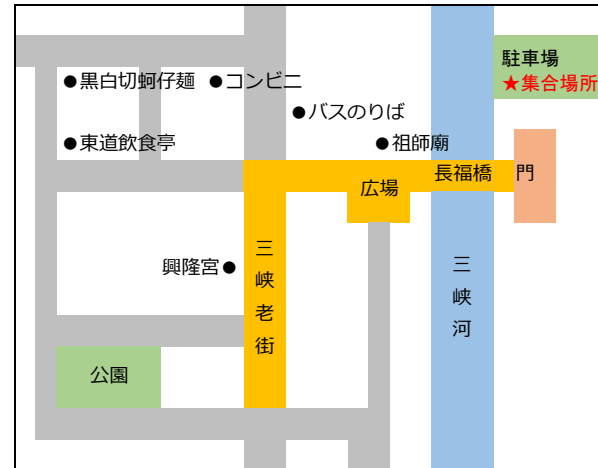 駐車場
★集合場所
●黒白切蚵仔麺
●コンビニ
●バスのりば
●東道飲食亭
●祖師廟
長福橋
門
広場
興隆宮●
三峡老街
三峡河
公園